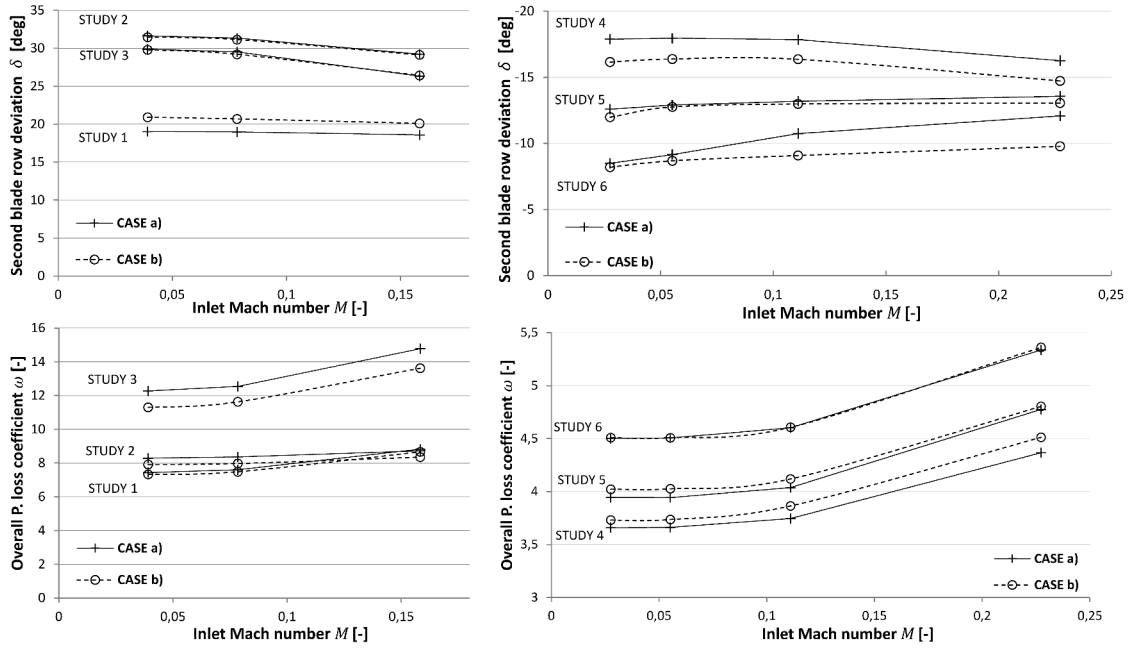 Second blade row deviation δ [deg]
35
30
25
20
15
10
5
0
STUDY 2
STUDY 3
STUDY 1
CASE a)
CASE b)
0
0,05
0,1
0,15
Inlet Mach number M [-]
Second blade row deviation δ [deg]
-20
-15
-10
-5
0
STUDY 4
STUDY 5
STUDY 6
CASE a)
CASE b)
0
0,05
0,1
0,15
0,2
0,25
Inlet Mach number M [-]
Overall P. loss coefficient ω [-]
16
14
12
10
8
6
4
2
0
STUDY 3
STUDY 2
STUDY 1
CASE a)
CASE b)
0
0,05
0,1
0,15
Inlet Mach number M [-]
Overall P. loss coefficient ω [-]
5,5
5
4,5
4
3,5
3
STUDY 6
STUDY 5
STUDY 4
CASE a)
CASE b)
0
0,05
0,1
0,15
0,2
0,25
Inlet Mach number M [-]